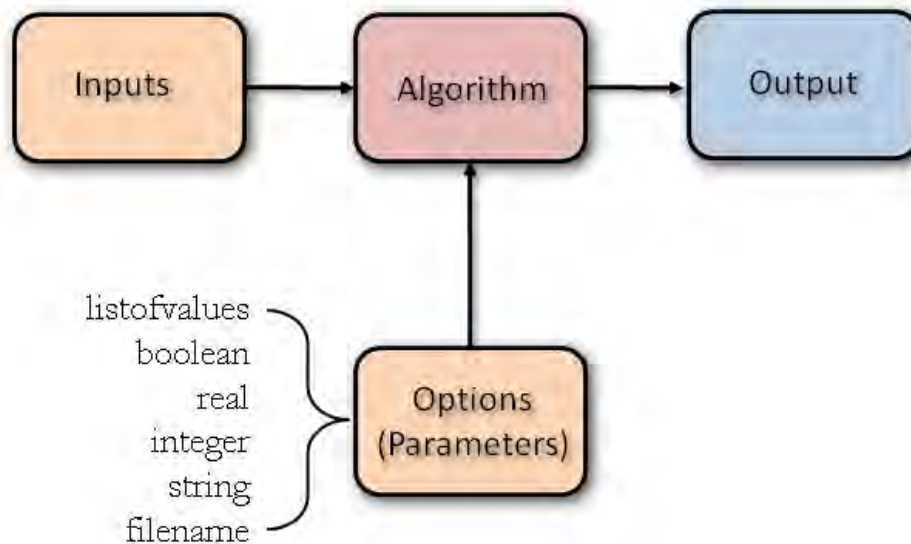 Inputs
Algorithm
Output
listofvalues
boolean
real
integer
string
filename
Options
(Parameters)